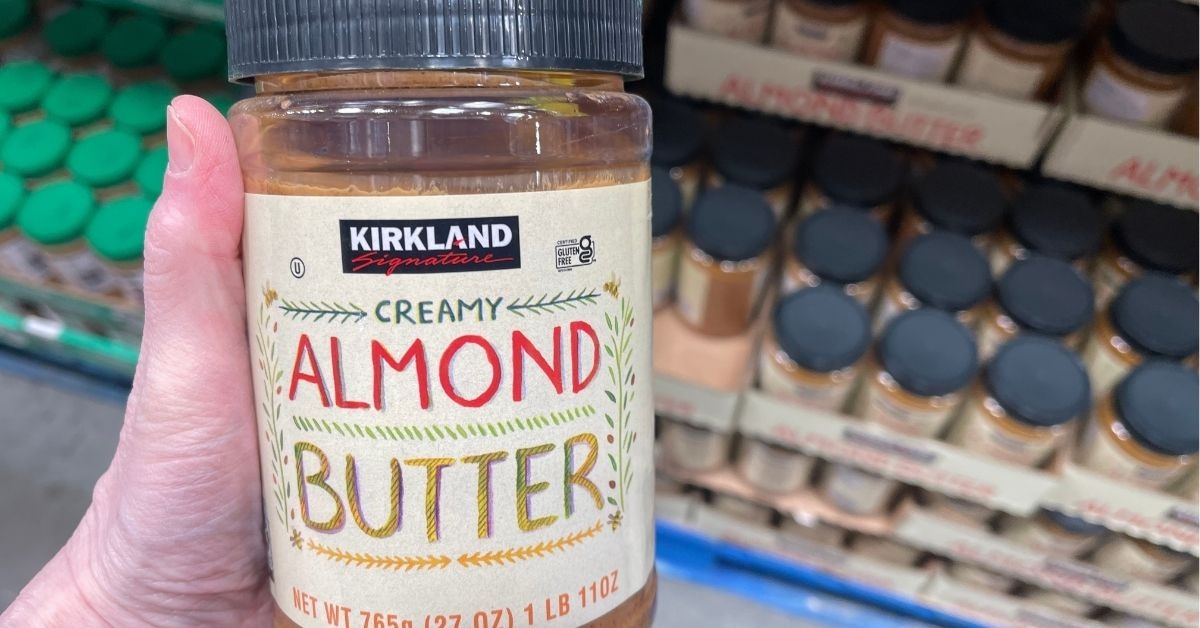 KIRKLAND
Signature
U
CERTIFIED
GLUTEN
FREE
CREAMY
ALMOND
BUTTER
NET WT 765g (27 OZ) 1 LB 11OZ
ALMOND BUTTER